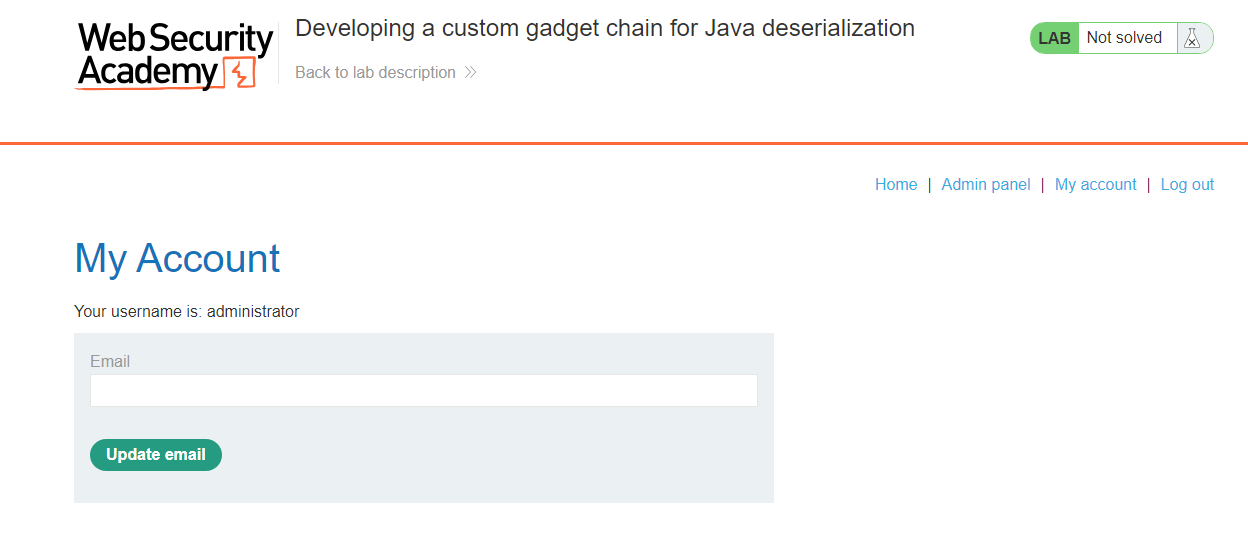 Web Security
Academy
Developing a custom gadget chain for Java deserialization
Back to lab description
LAB Not solved
Home | Admin panel | My account | Log out
My Account
Your username is: administrator
Email
Update email